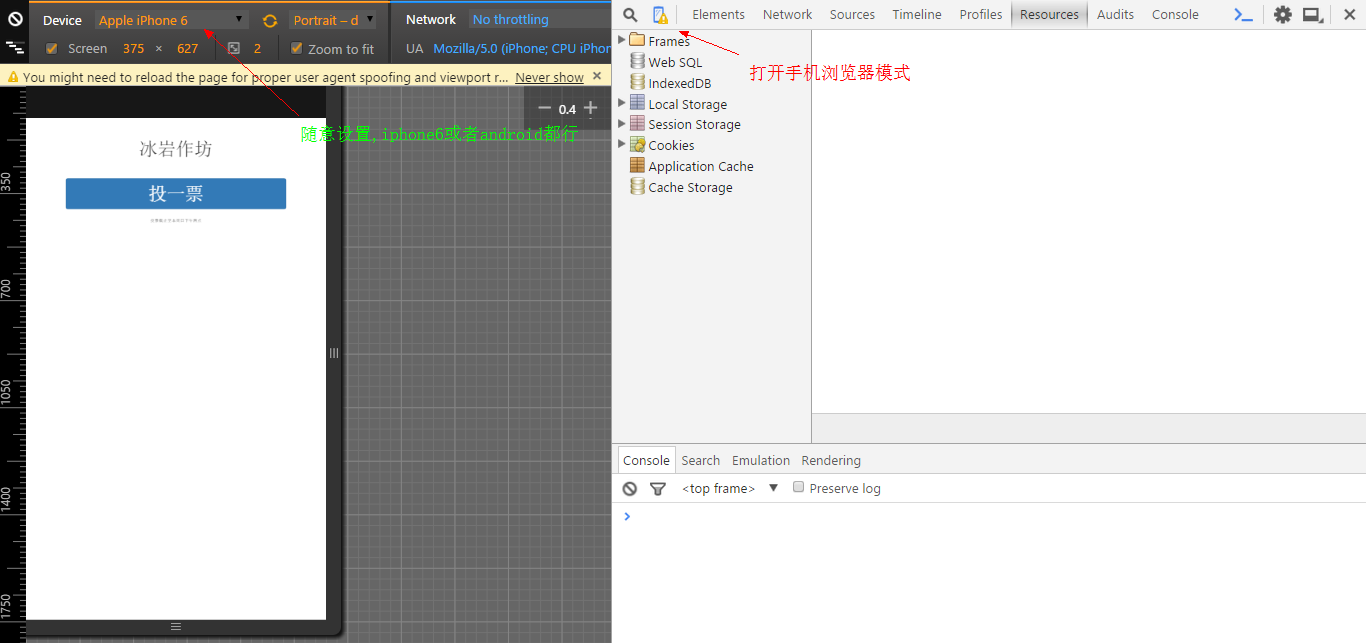 Device Apple iPhone 6 Portrait – d Network No throttling
Screen 375 × 627 2 Zoom to fit UA Mozilla/5.0 (iPhone; CPU iPhor
You might need to reload the page for proper user agent spoofing and viewport r... Never show
0.4
随意设置,iphone6或者android都行
冰岩作坊
投一票
350
700
1050
1400
1750
Elements Network Sources Timeline Profiles Resources Audits Console
Frames
打开手机浏览器模式
Web SQL
IndexedDB
Local Storage
Session Storage
Cookies
Application Cache
Cache Storage
Console Search Emulation Rendering
<top frame> Preserve log